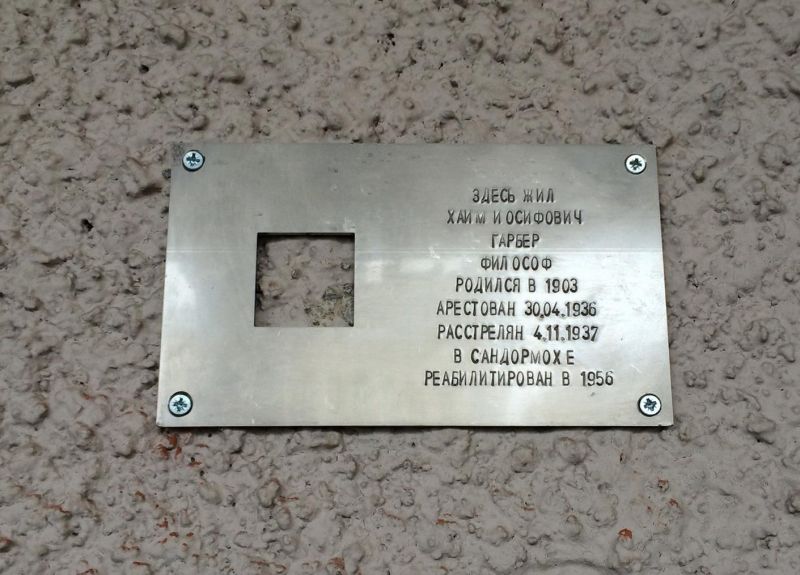 ЗДЕСЬ ЖИЛ
ХАИМ ИОСИФОВИЧ
ГАРБЕР
ФИЛОСОФ
РОДИЛСЯ В 1903
АРЕСТОВАН 30.04.1936
РАССТРЕЛЯН 4.11.1937
В САНДОРМОХЕ
РЕАБИЛИТИРОВАН В 1956